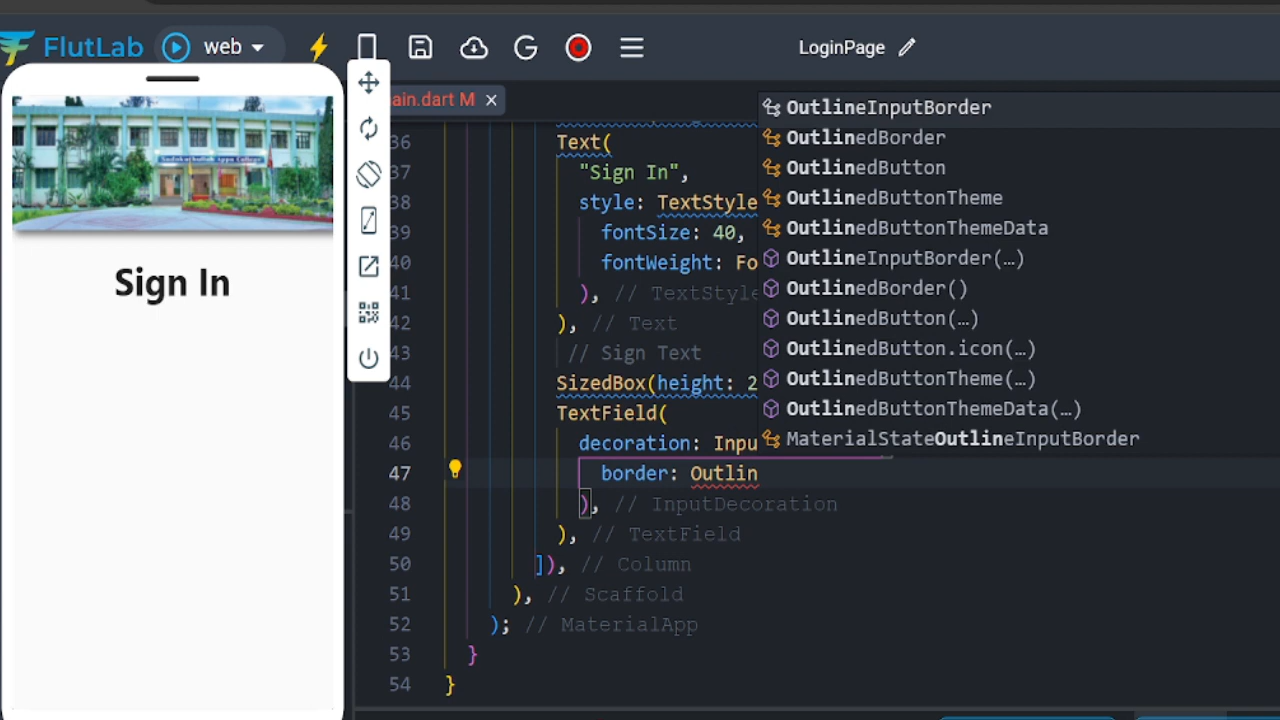 FlutLab
web
LoginPage
ain.dart M
Sadakathullah Appa College
Sign In
36 Text(
37 "Sign In",
38 style: TextStyle
39 fontSize: 40,
40 fontWeight: Fo
41 ), // TextStyle
42 ), // Text
43 // Sign Text
44 SizedBox(height: 2
45 TextField(
46 decoration: Inpu
47 border: Outlin
48 ), // InputDecoration
49 ), // TextField
50 ]), // Column
51 ), // Scaffold
52 ); // MaterialApp
53 }
54 }
OutlineInputBorder
OutlinedBorder
OutlinedButton
OutlinedButtonTheme
OutlinedButtonThemeData
OutlineInputBorder(…)
OutlinedBorder()
OutlinedButton(…)
OutlinedButton.icon(…)
OutlinedButtonTheme(…)
OutlinedButtonThemeData(…)
MaterialStateOutlineInputBorder